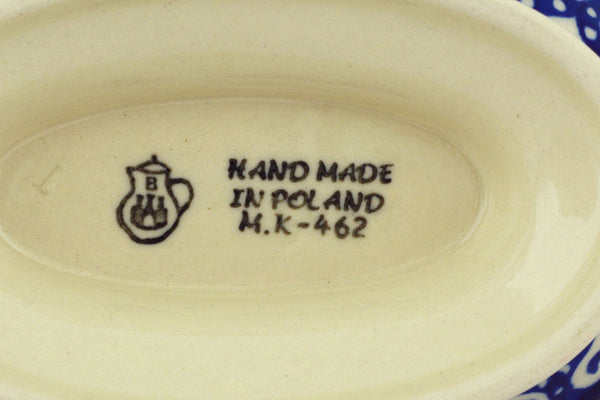 B
HAND MADE
IN POLAND
M.K-462